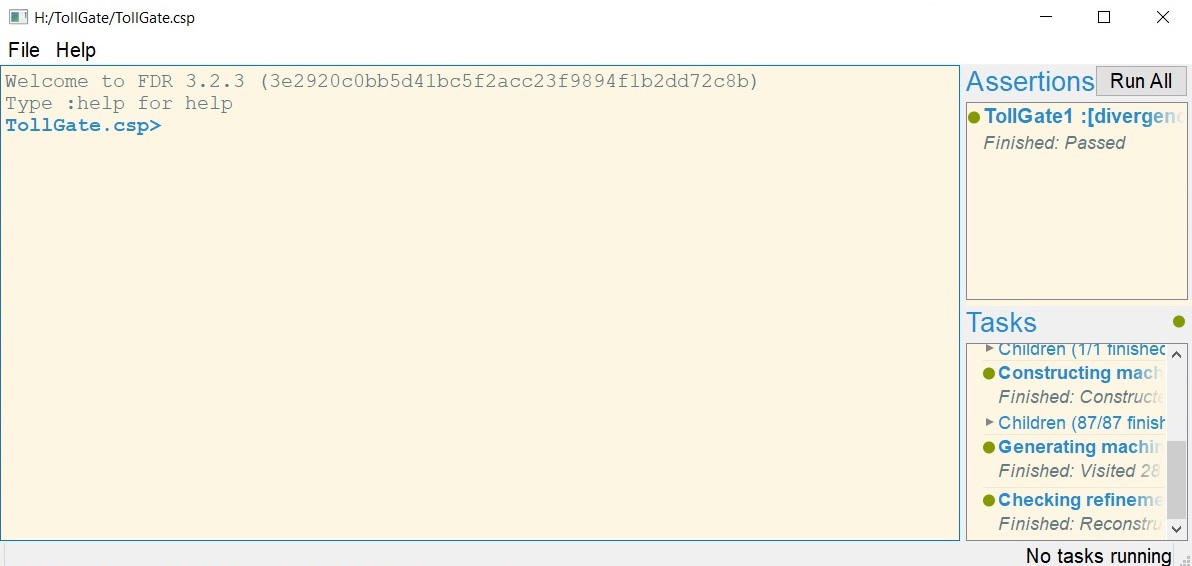 H:/TollGate/TollGate.csp
File Help
Welcome to FDR 3.2.3 (3e2920c0bb5d41bc5f2acc23f9894f1b2dd72c8b)
Type :help for help
TollGate.csp>
Assertions Run All
TollGate1 :[divergenc
Finished: Passed
Tasks
Children (1/1 finished
Constructing mach
Finished: Constructe
Children (87/87 finish
Generating machin
Finished: Visited 28
Checking refineme
Finished: Reconstru
No tasks running